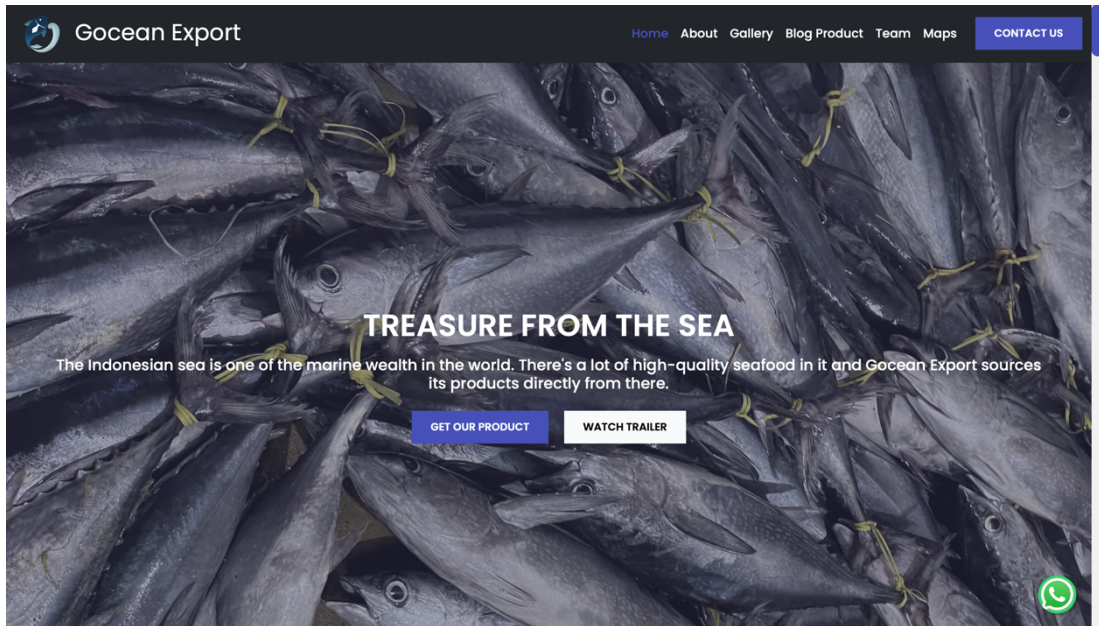 Gocean Export
Home About Gallery Blog Product Team Maps CONTACT US
TREASURE FROM THE SEA
The Indonesian sea is one of the marine wealth in the world. There's a lot of high-quality seafood in it and Gocean Export sources
its products directly from there.
GET OUR PRODUCT WATCH TRAILER